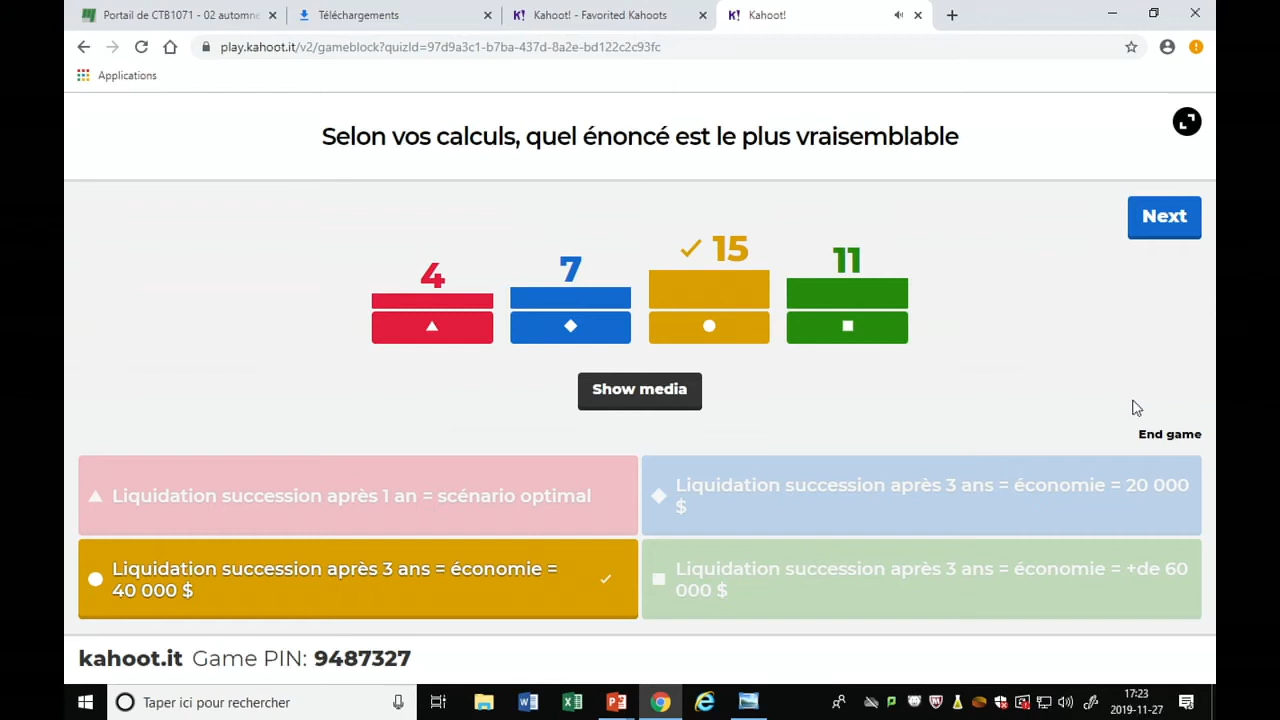 Portail de CTB1071 - 02 automne
Téléchargements
K! Kahoot! - Favorited Kahoots
K! Kahoot!
play.kahoot.it/v2/gameblock?quizId=97d9a3c1-b7ba-437d-8a2e-bd122c2c93fc
Applications
Selon vos calculs, quel énoncé est le plus vraisemblable
Next
4
7
15
11
Show media
End game
Liquidation succession après 1 an = scénario optimal
Liquidation succession après 3 ans = économie = 20 000
$
Liquidation succession après 3 ans = économie =
40 000 $
Liquidation succession après 3 ans = économie = +de 60
000 $
kahoot.it Game PIN: 9487327
Taper ici pour rechercher
17:23
2019-11-27